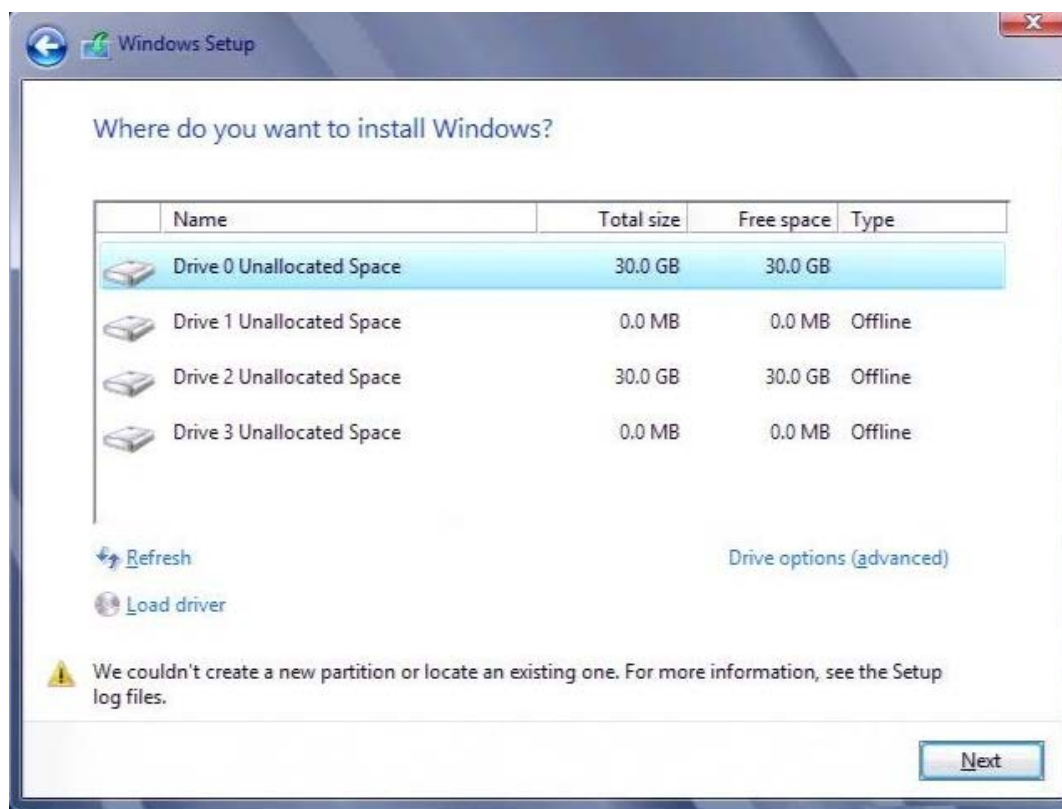 Windows Setup
Where do you want to install Windows?
Name Total size Free space Type
Drive 0 Unallocated Space 30.0 GB 30.0 GB
Drive 1 Unallocated Space 0.0 MB 0.0 MB Offline
Drive 2 Unallocated Space 30.0 GB 30.0 GB Offline
Drive 3 Unallocated Space 0.0 MB 0.0 MB Offline
Refresh Drive options (advanced)
Load driver
We couldn't create a new partition or locate an existing one. For more information, see the Setup
log files.
Next